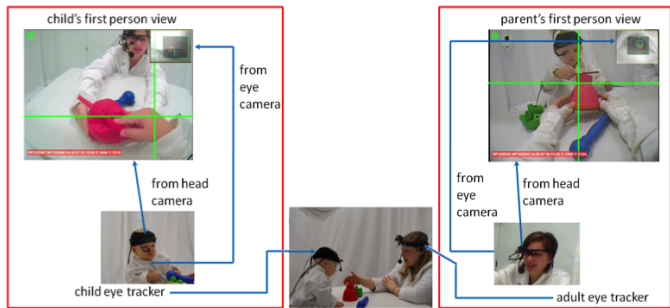 child's first person view
from eye
camera
from head
camera
child eye tracker
parent's first person view
from
eye
camera
from head
camera
adult eye tracker